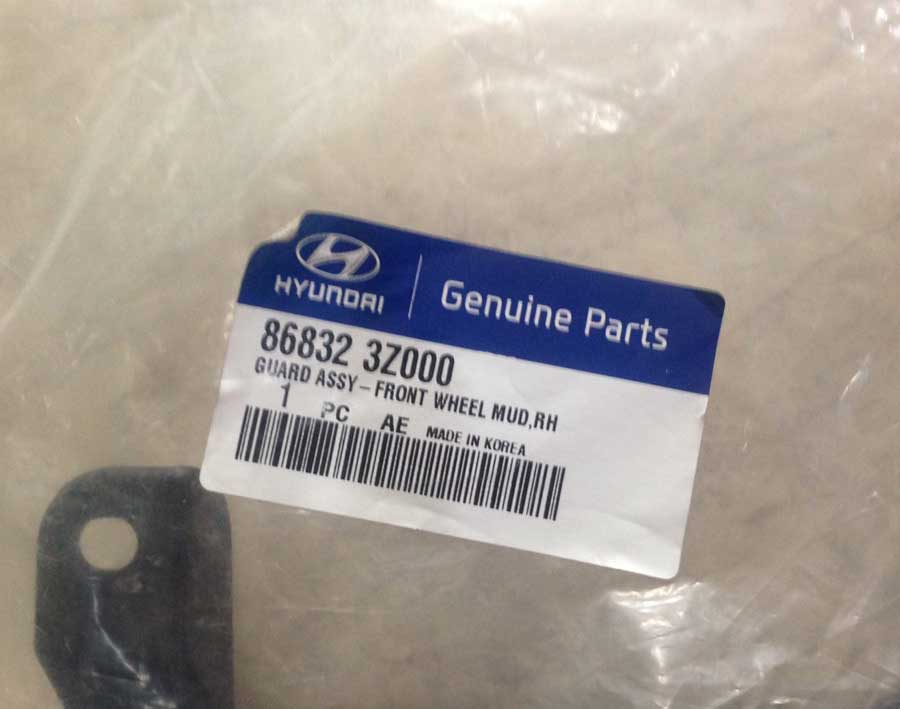 HYUNDAI
Genuine Parts
86832 3Z000
GUARD ASSY-FRONT WHEEL MUD,RH
1 PC AE MADE IN KOREA